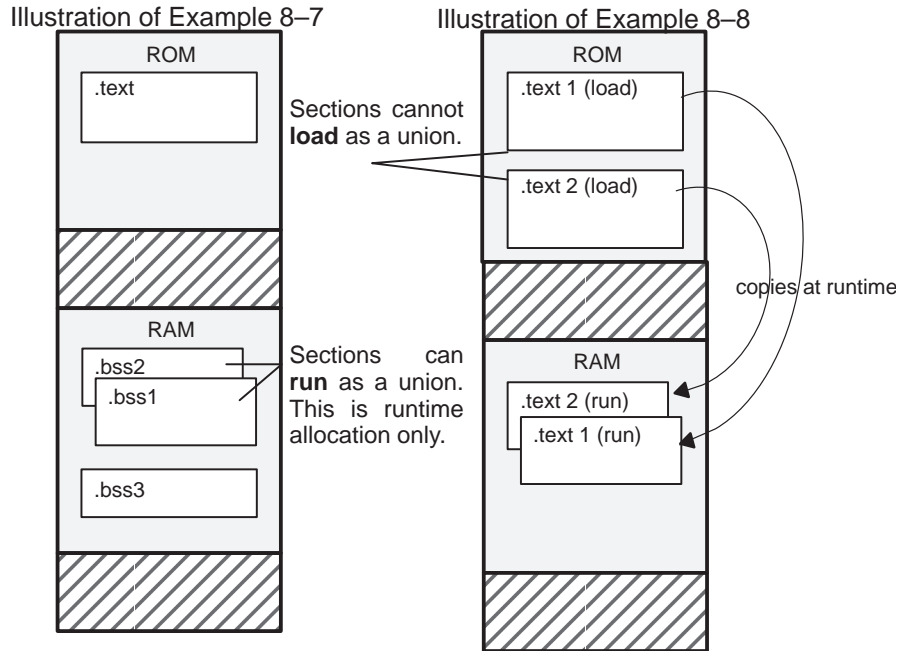 Illustration of Example 8–7
ROM
.text
RAM
.bss2
.bss1
.bss3
Sections cannot
load as a union.
Sections can
run as a union.
This is runtime
allocation only.
Illustration of Example 8–8
ROM
.text 1 (load)
.text 2 (load)
copies at runtime
RAM
.text 2 (run)
.text 1 (run)